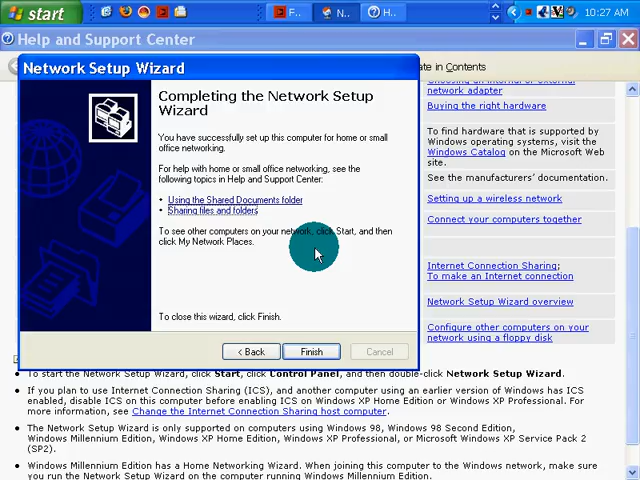 start
F...
N...
H...
10:27 AM
Help and Support Center
ate in Contents
Network Setup Wizard
Completing the Network Setup
Wizard
You have successfully set up this computer for home or small
office networking.
For help with home or small office networking, see the
following topics in Help and Support Center:
• Using the Shared Documents folder
• Sharing files and folders
To see other computers on your network, click Start, and then
click My Network Places.
To close this wizard, click Finish.
< Back
Finish
Cancel
network adapter
Buying the right hardware
To find hardware that is supported by
Windows operating systems, visit the
Windows Catalog on the Microsoft Web
site.
See the manufacturers' documentation.
Setting up a wireless network
Connect your computers together
Internet Connection Sharing;
To make an Internet connection
Network Setup Wizard overview
Configure other computers on your
network using a floppy disk
• To start the Network Setup Wizard, click Start, click Control Panel, and then double-click Network Setup Wizard.
• If you plan to use Internet Connection Sharing (ICS), and another computer using an earlier version of Windows has ICS
enabled, disable ICS on this computer before enabling ICS on Windows XP Home Edition or Windows XP Professional. For
more information, see Change the Internet Connection Sharing host computer.
• The Network Setup Wizard is only supported on computers using Windows 98, Windows 98 Second Edition,
Windows Millennium Edition, Windows XP Home Edition, Windows XP Professional, or Microsoft Windows XP Service Pack 2
(SP2).
• Windows Millennium Edition has a Home Networking Wizard. When joining this computer to the Windows network, make sure
you run the Network Setup Wizard on the computer running Windows Millennium Edition.